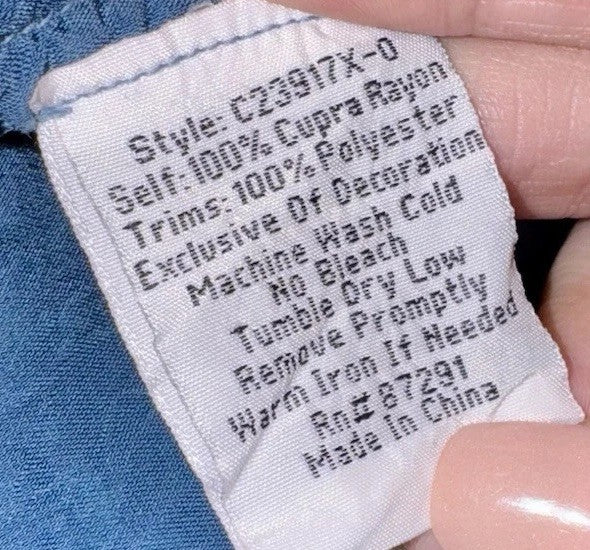 Style: C23917X-0
Self: 100% Cupra Rayon
Trims: 100% Polyester
Exclusive Of Decoration
Machine Wash Cold
No Bleach
Tumble Dry Low
Remove Promptly
Warm Iron If Needed
Rn# 87291
Made In China